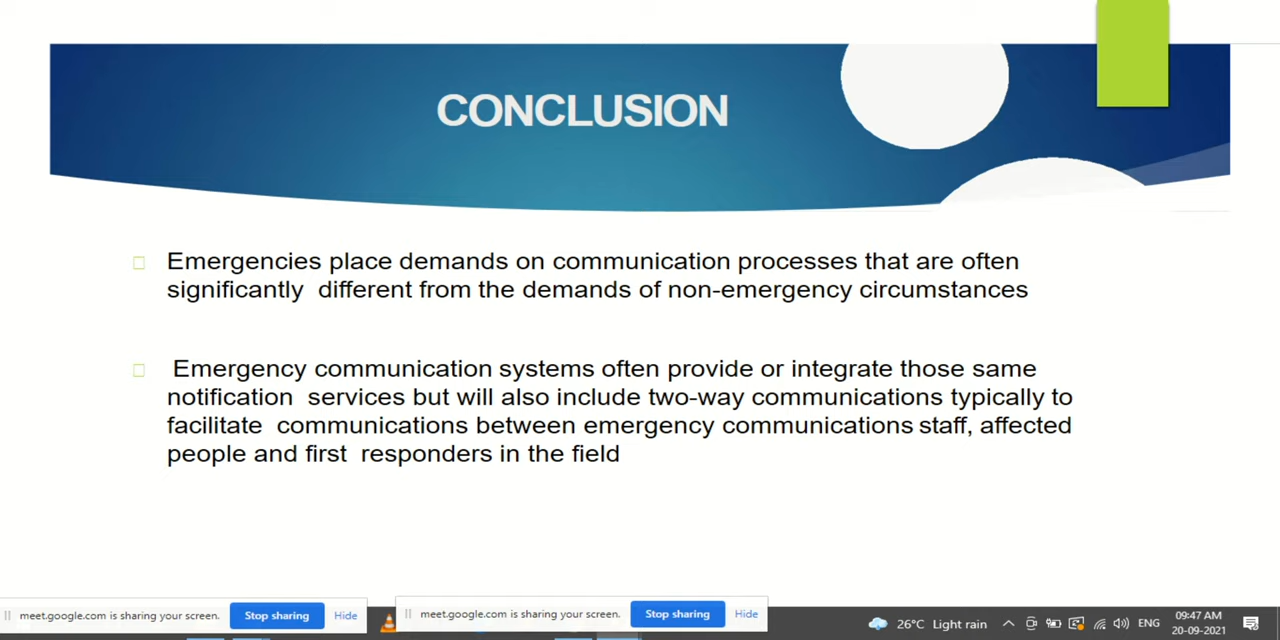 CONCLUSION
Emergencies place demands on communication processes that are often
significantly different from the demands of non-emergency circumstances
Emergency communication systems often provide or integrate those same
notification services but will also include two-way communications typically to
facilitate communications between emergency communications staff, affected
people and first responders in the field
meet.google.com is sharing your screen. Stop sharing Hide
meet.google.com is sharing your screen. Stop sharing Hide
26°C Light rain
ENG
09:47 AM
20-09-2021